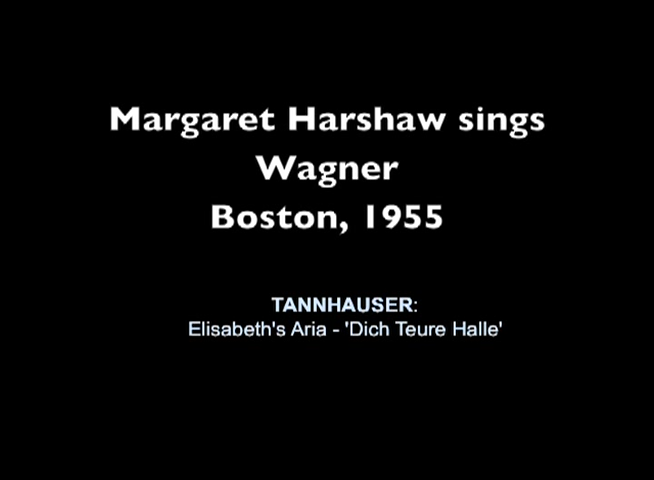 Margaret Harshaw sings
Wagner
Boston, 1955
TANNHAUSER:
Elisabeth's Aria - 'Dich Teure Halle'